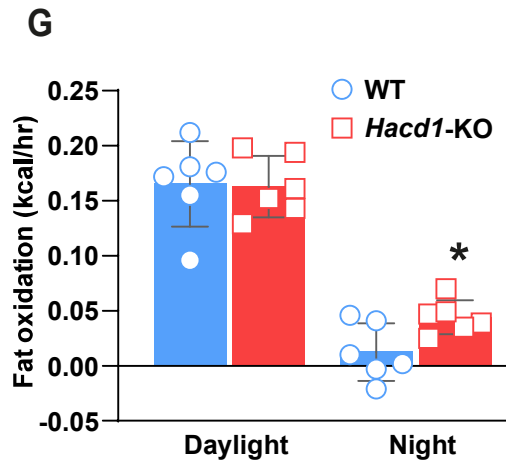 G
WT
Hacd1-KO
Fat oxidation (kcal/hr)
0.25
0.20
0.15
0.10
0.05
0.00
-0.05
*
Daylight
Night